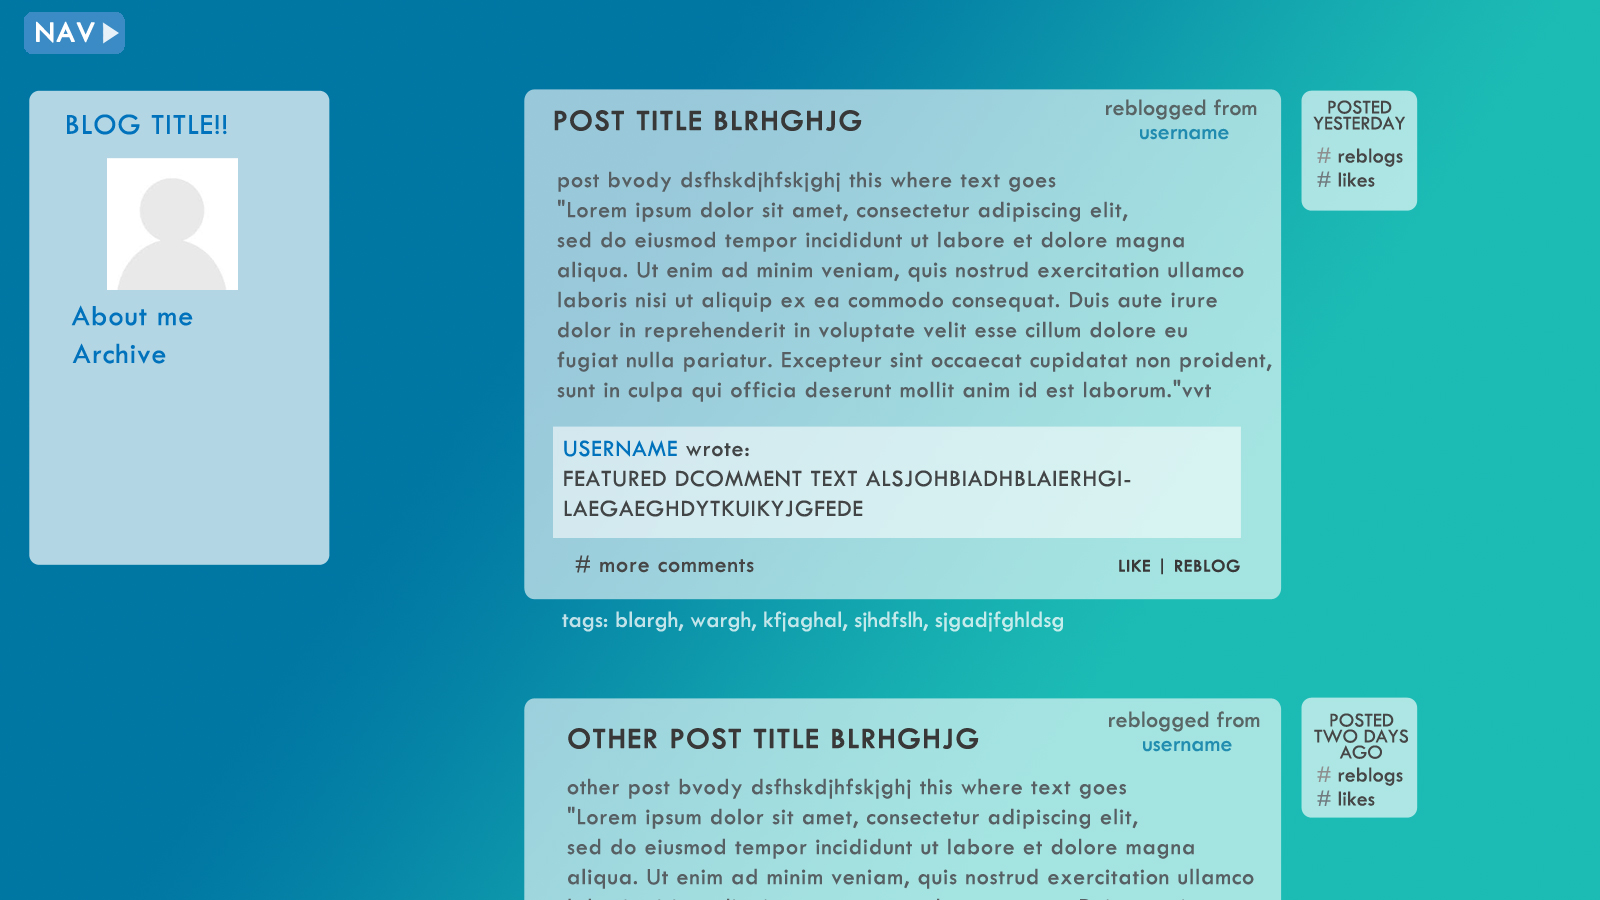 NAV
BLOG TITLE!!
About me
Archive
POST TITLE BLRHGHJG
reblogged from
username
post bvody dsfhskdjhfskjghj this where text goes
"Lorem ipsum dolor sit amet, consectetur adipiscing elit,
sed do eiusmod tempor incididunt ut labore et dolore magna
aliqua. Ut enim ad minim veniam, quis nostrud exercitation ullamco
laboris nisi ut aliquip ex ea commodo consequat. Duis aute irure
dolor in reprehenderit in voluptate velit esse cillum dolore eu
fugiat nulla pariatur. Excepteur sint occaecat cupidatat non proident,
sunt in culpa qui officia deserunt mollit anim id est laborum."vvt
USERNAME wrote:
FEATURED DCOMMENT TEXT ALSJOHBIADHBLAIERHGI-
LAEGAEGHDYTKUIKYJGFEDE
# more comments
LIKE | REBLOG
tags: blargh, wargh, kfjaghal, sjhdfslh, sjgadjfghldsg
POSTED
YESTERDAY
# reblogs
# likes
OTHER POST TITLE BLRHGHJG
reblogged from
username
other post bvody dsfhskdjhfskjghj this where text goes
"Lorem ipsum dolor sit amet, consectetur adipiscing elit,
sed do eiusmod tempor incididunt ut labore et dolore magna
aliqua. Ut enim ad minim veniam, quis nostrud exercitation ullamco
POSTED
TWO DAYS
AGO
# reblogs
# likes